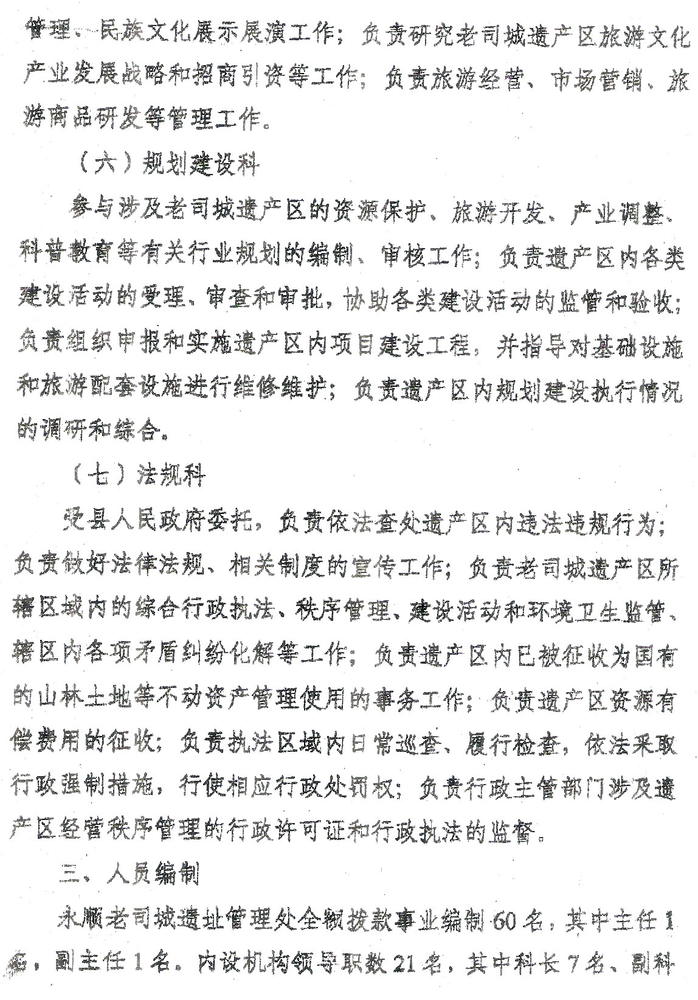 管理、民族文化展示展演工作；负责研究老司城遗产区旅游文化
产业发展战略和招商引资等工作；负责旅游经营、市场营销、旅
游商品研发等管理工作。
（六）规划建设科
参与涉及老司城遗产区的资源保护、旅游开发、产业调整、
科普教育等有关行业规划的编制、审核工作；负责遗产区内各类
建设活动的受理、审查和审批，协助各类建设活动的监管和验收；
负责组织申报和实施遗产区内项目建设工程，并指导对基础设施
和旅游配套设施进行维修维护；负责遗产区内规划建设执行情况
的调研和综合。
（七）法规科
受县人民政府委托，负责依法查处遗产区内违法违规行为；
负责做好法律法规、相关制度的宣传工作；负责老司城遗产区所
辖区域内的综合行政执法、秩序管理、建设活动和环境卫生监管、
辖区内各项矛盾纠纷化解等工作；负责遗产区内已被征收为国有
的山林土地等不动资产管理使用的事务工作；负责遗产区资源有
偿费用的征收；负责执法区域内日常巡查、履行检查，依法采取
行政强制措施，行使相应行政处罚权；负责行政主管部门涉及遗
产区经营秩序管理的行政许可证和行政执法的监督。
三、人员编制
永顺老司城遗址管理处全额拨款事业编制 60 名，其中主任 1
名，副主任 1 名。内设机构领导职数 21 名，其中科长 7 名、副科